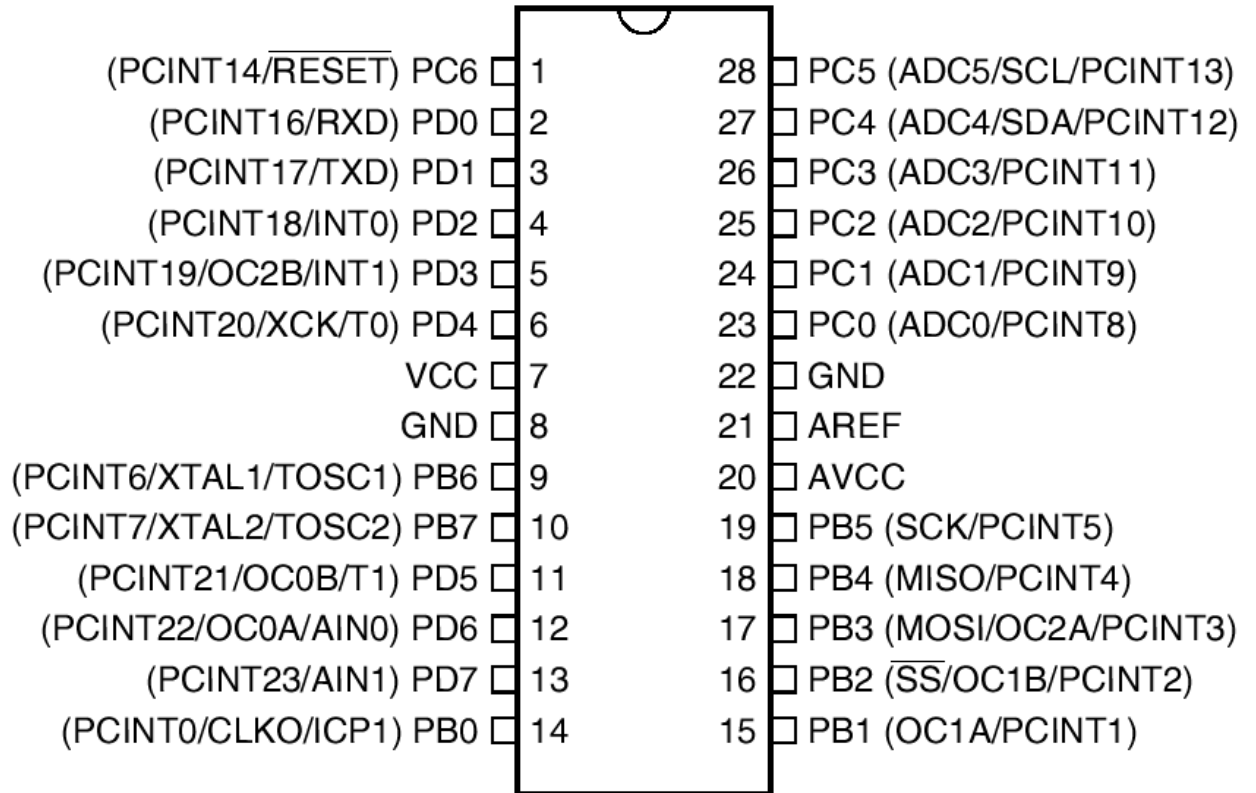 (PCINT14/RESET) PC6 1 28 PC5 (ADC5/SCL/PCINT13)
(PCINT16/RXD) PD0 2 27 PC4 (ADC4/SDA/PCINT12)
(PCINT17/TXD) PD1 3 26 PC3 (ADC3/PCINT11)
(PCINT18/INT0) PD2 4 25 PC2 (ADC2/PCINT10)
(PCINT19/OC2B/INT1) PD3 5 24 PC1 (ADC1/PCINT9)
(PCINT20/XCK/T0) PD4 6 23 PC0 (ADC0/PCINT8)
VCC 7 22 GND
GND 8 21 AREF
(PCINT6/XTAL1/TOSC1) PB6 9 20 AVCC
(PCINT7/XTAL2/TOSC2) PB7 10 19 PB5 (SCK/PCINT5)
(PCINT21/OC0B/T1) PD5 11 18 PB4 (MISO/PCINT4)
(PCINT22/OC0A/AIN0) PD6 12 17 PB3 (MOSI/OC2A/PCINT3)
(PCINT23/AIN1) PD7 13 16 PB2 (SS/OC1B/PCINT2)
(PCINT0/CLKO/ICP1) PB0 14 15 PB1 (OC1A/PCINT1)